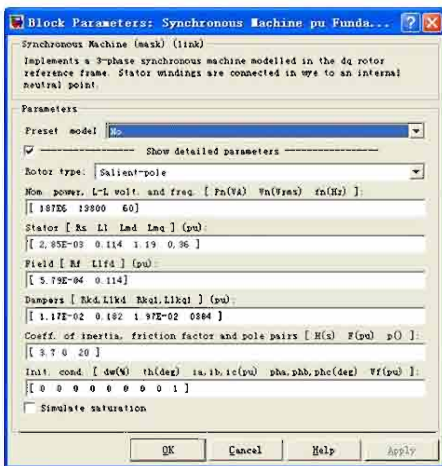 Block Parameters: Synchronous Machine pu Funda...
Synchronous Machine (mask) (link)
Implements a 3-phase synchronous machine modelled in the dq rotor
reference frame. Stator windings are connected in wye to an internal
neutral point.
Parameters
Preset model No
Show detailed parameters
Rotor type: Salient-pole
Nom. power, L-L volt. and freq. [ Pn(VA) Vn(Vrms) fn(Hz) ]:
[ 187E6 13800 60]
Stator [ Rs Ll Lmd Lmq ] (pu):
[ 2,85E-03 0.114 1.19 0,36 ]
Field [ Rf Llfd ] (pu):
[ 5.79E-04 0.114]
Dampers [ Rkd,Llkd Rkq1,Llkq1 ] (pu):
[ 1.17E-02 0.182 1.97E-02 0384 ]
Coeff. of inertia, friction factor and pole pairs [ H(s) F(pu) p() ]:
[ 3.7 0 20 ]
Init. cond. [ dw(%) th(deg) ia,ib,ic(pu) pha,phb,phc(deg) Vf(pu) ]:
[ 0 0 0 0 0 0 0 0 1 ]
Simulate saturation
OK Cancel Help Apply